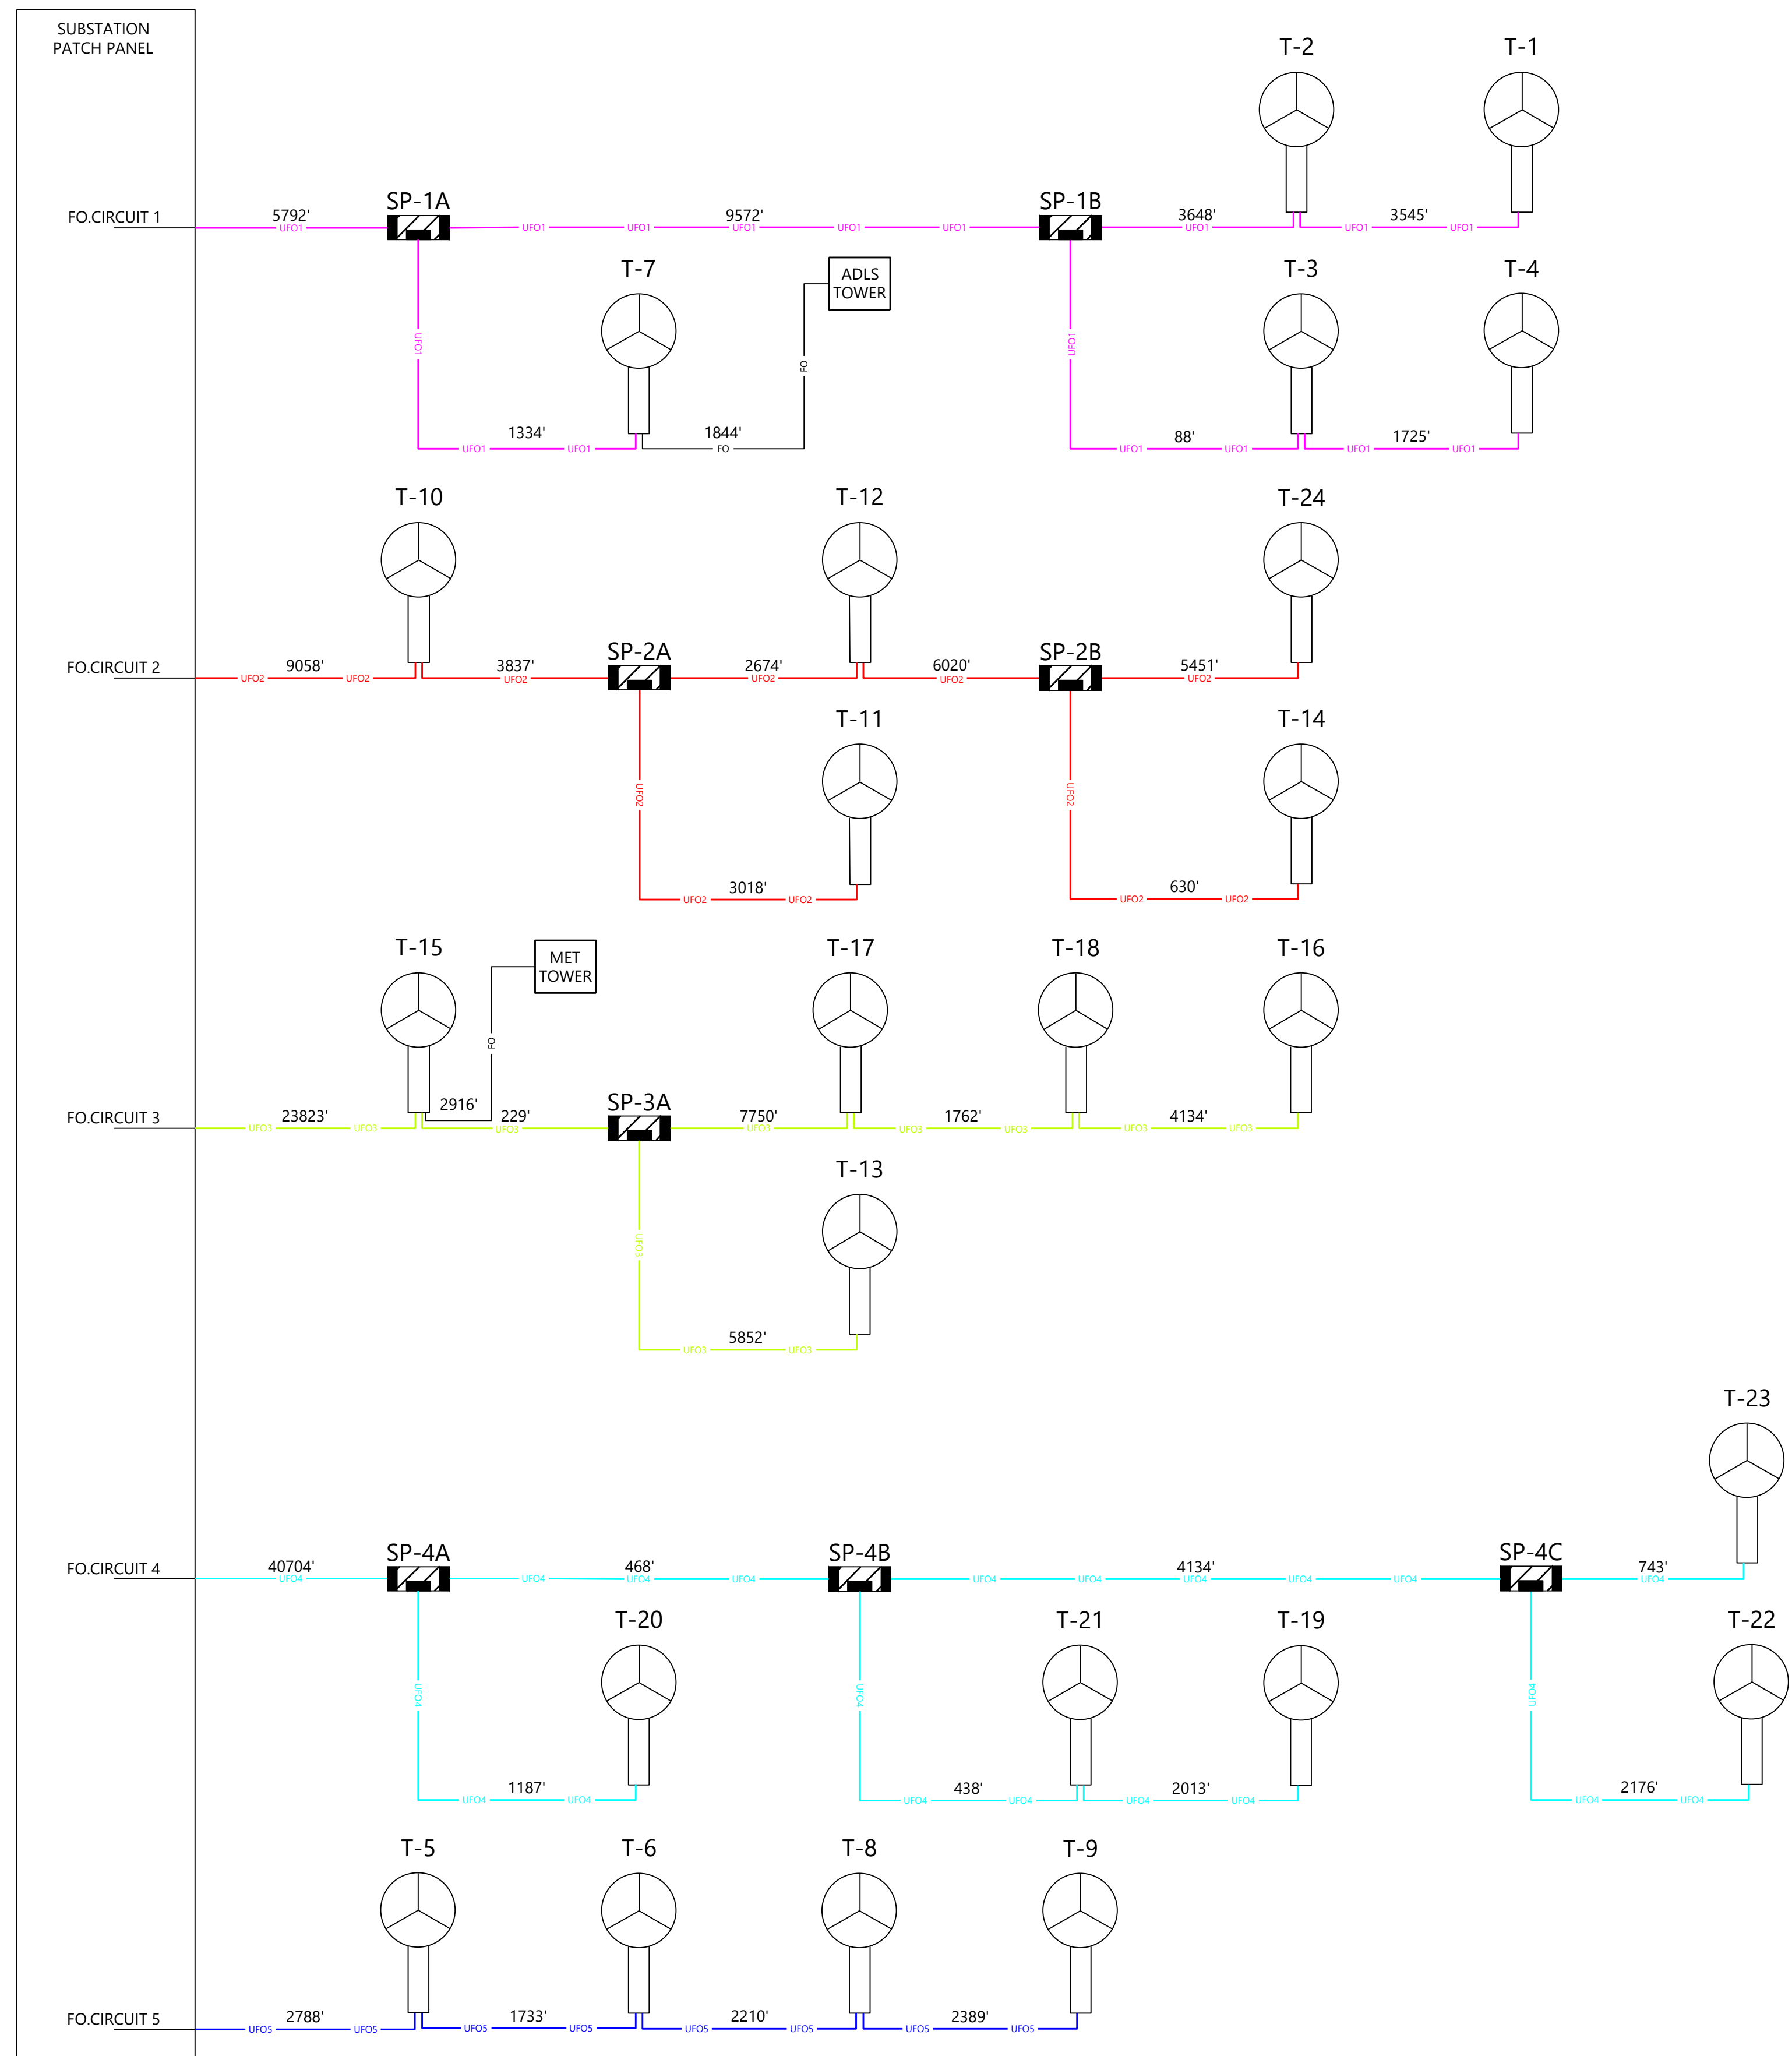 SUBSTATION
PATCH PANEL
T-2
T-1
FO.CIRCUIT 1
5792'
UFO1
SP-1A
9572'
UFO1 UFO1 UFO1 UFO1 UFO1
SP-1B
3648'
UFO1
3545'
UFO1 UFO1
T-7
ADLS
TOWER
T-3
T-4
UFO1
FO
UFO1
1334'
UFO1 UFO1
1844'
FO
88'
UFO1 UFO1
1725'
UFO1 UFO1
T-10
T-12
T-24
FO.CIRCUIT 2
9058'
UFO2 UFO2
3837'
UFO2
SP-2A
2674'
UFO2
6020'
UFO2
SP-2B
5451'
UFO2
T-11
T-14
UFO2
UFO2
3018'
UFO2 UFO2
630'
UFO2 UFO2
T-15
MET
TOWER
T-17
T-18
T-16
FO
2916'
FO.CIRCUIT 3
23823'
UFO3 UFO3
229'
UFO3
SP-3A
7750'
UFO3
1762'
UFO3 UFO3
4134'
UFO3 UFO3
T-13
UFO3
5852'
UFO3 UFO3
T-23
FO.CIRCUIT 4
40704'
UFO4
SP-4A
468'
UFO4 UFO4 UFO4
SP-4B
4134'
UFO4 UFO4 UFO4 UFO4 UFO4
SP-4C
743'
UFO4
T-20
T-21
T-19
T-22
UFO4
UFO4
UFO4
1187'
UFO4 UFO4
438'
UFO4 UFO4
2013'
UFO4 UFO4
2176'
UFO4 UFO4
T-5
T-6
T-8
T-9
FO.CIRCUIT 5
2788'
UFO5 UFO5
1733'
UFO5 UFO5
2210'
UFO5 UFO5
2389'
UFO5 UFO5